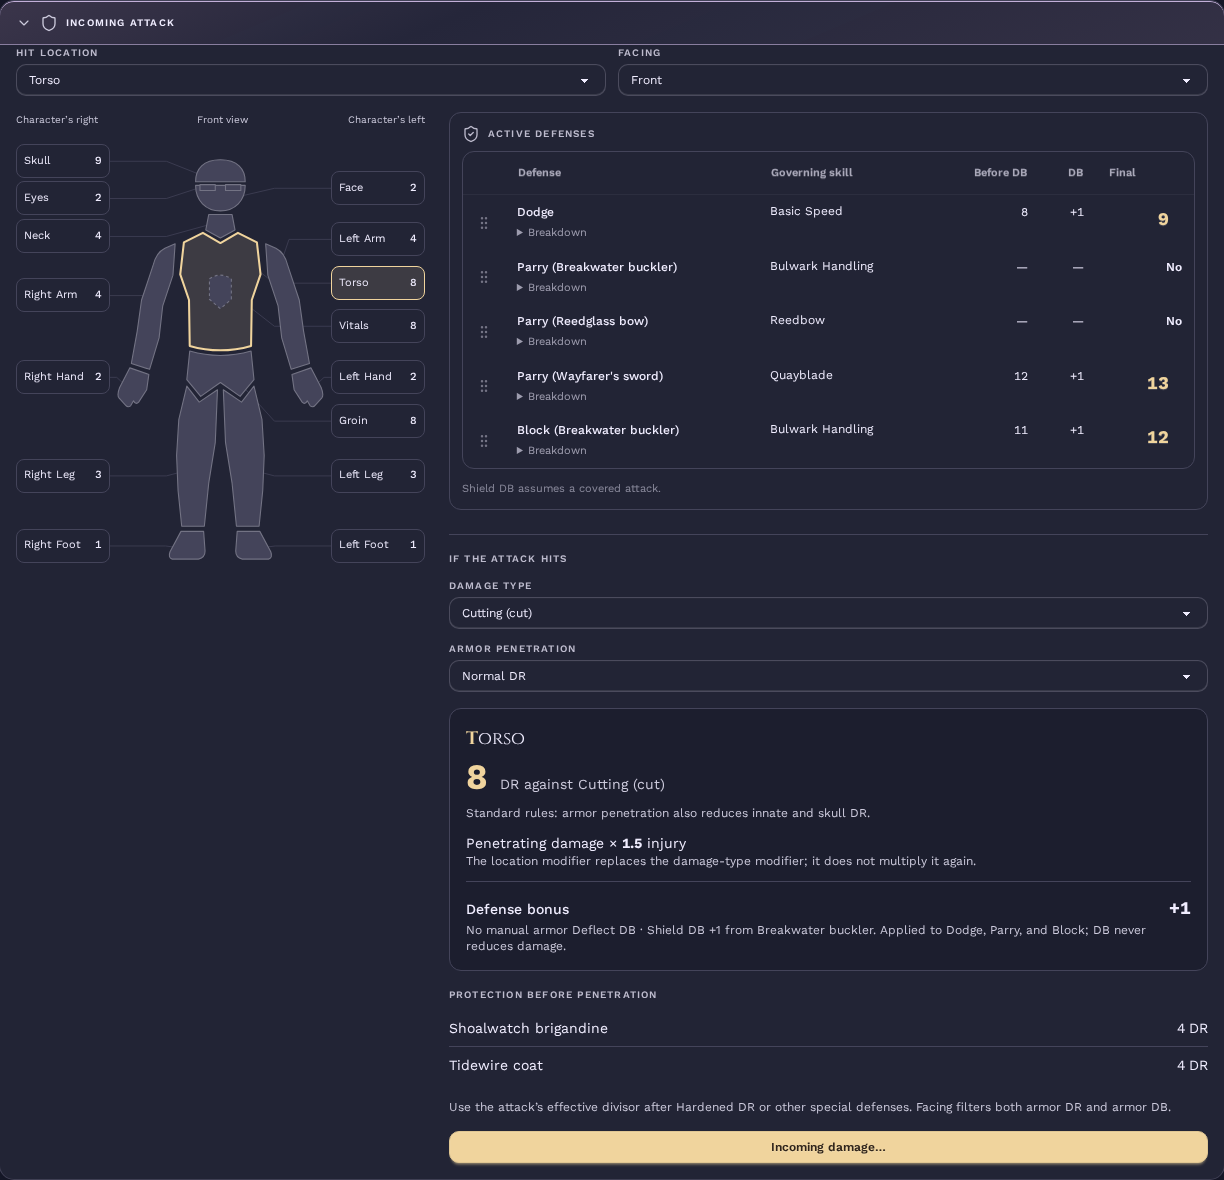 INCOMING ATTACK
HIT LOCATION
FACING
Torso
Front
Character's right
Front view
Character's left
Skull 9
Eyes 2
Neck 4
Right Arm 4
Right Hand 2
Right Leg 3
Right Foot 1
Face 2
Left Arm 4
Torso 8
Vitals 8
Left Hand 2
Groin 8
Left Leg 3
Left Foot 1
ACTIVE DEFENSES
Defense Governing skill Before DB DB Final
Dodge Basic Speed 8 +1 9
Breakdown
Parry (Breakwater buckler) Bulwark Handling — — No
Breakdown
Parry (Reedglass bow) Reedbow — — No
Breakdown
Parry (Wayfarer's sword) Quayblade 12 +1 13
Breakdown
Block (Breakwater buckler) Bulwark Handling 11 +1 12
Breakdown
Shield DB assumes a covered attack.
IF THE ATTACK HITS
DAMAGE TYPE
Cutting (cut)
ARMOR PENETRATION
Normal DR
Torso
8 DR against Cutting (cut)
Standard rules: armor penetration also reduces innate and skull DR.
Penetrating damage × 1.5 injury
The location modifier replaces the damage-type modifier; it does not multiply it again.
Defense bonus +1
No manual armor Deflect DB · Shield DB +1 from Breakwater buckler. Applied to Dodge, Parry, and Block; DB never
reduces damage.
PROTECTION BEFORE PENETRATION
Shoalwatch brigandine 4 DR
Tidewire coat 4 DR
Use the attack's effective divisor after Hardened DR or other special defenses. Facing filters both armor DR and armor DB.
Incoming damage...